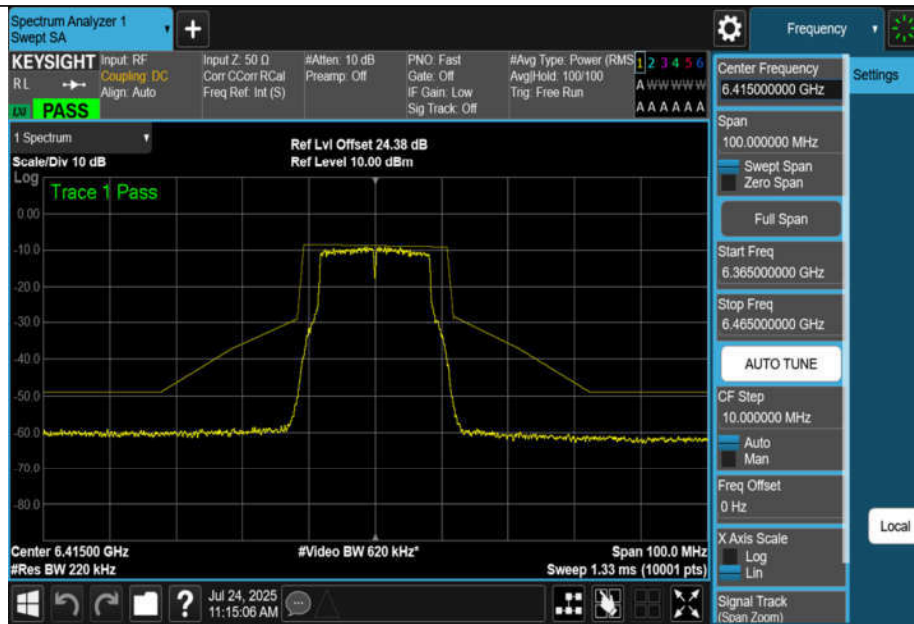 Spectrum Analyzer 1
Swept SA
+
Frequency
KEYSIGHT
RL
PASS
Input: RF
Coupling: DC
Align: Auto
Input Z: 50 Ω
Corr CCorr RCal
Freq Ref: Int (S)
#Atten: 10 dB
Preamp: Off
PNO: Fast
Gate: Off
IF Gain: Low
Sig Track: Off
#Avg Type: Power (RMS
Avg|Hold: 100/100
Trig: Free Run
1 2 3 4 5 6
A W W W W W
A A A A A A
1 Spectrum
Scale/Div 10 dB
Ref Lvl Offset 24.38 dB
Ref Level 10.00 dBm
Log
Trace 1 Pass
0.00
-10.0
-20.0
-30.0
-40.0
-50.0
-60.0
-70.0
-80.0
Center 6.41500 GHz
#Res BW 220 kHz
#Video BW 620 kHz*
Span 100.0 MHz
Sweep 1.33 ms (10001 pts)
Center Frequency
6.415000000 GHz
Span
100.000000 MHz
Swept Span
Zero Span
Full Span
Start Freq
6.365000000 GHz
Stop Freq
6.465000000 GHz
AUTO TUNE
CF Step
10.000000 MHz
Auto
Man
Freq Offset
0 Hz
X Axis Scale
Log
Lin
Signal Track
(Span Zoom)
Settings
Local
?
Jul 24, 2025
11:15:06 AM